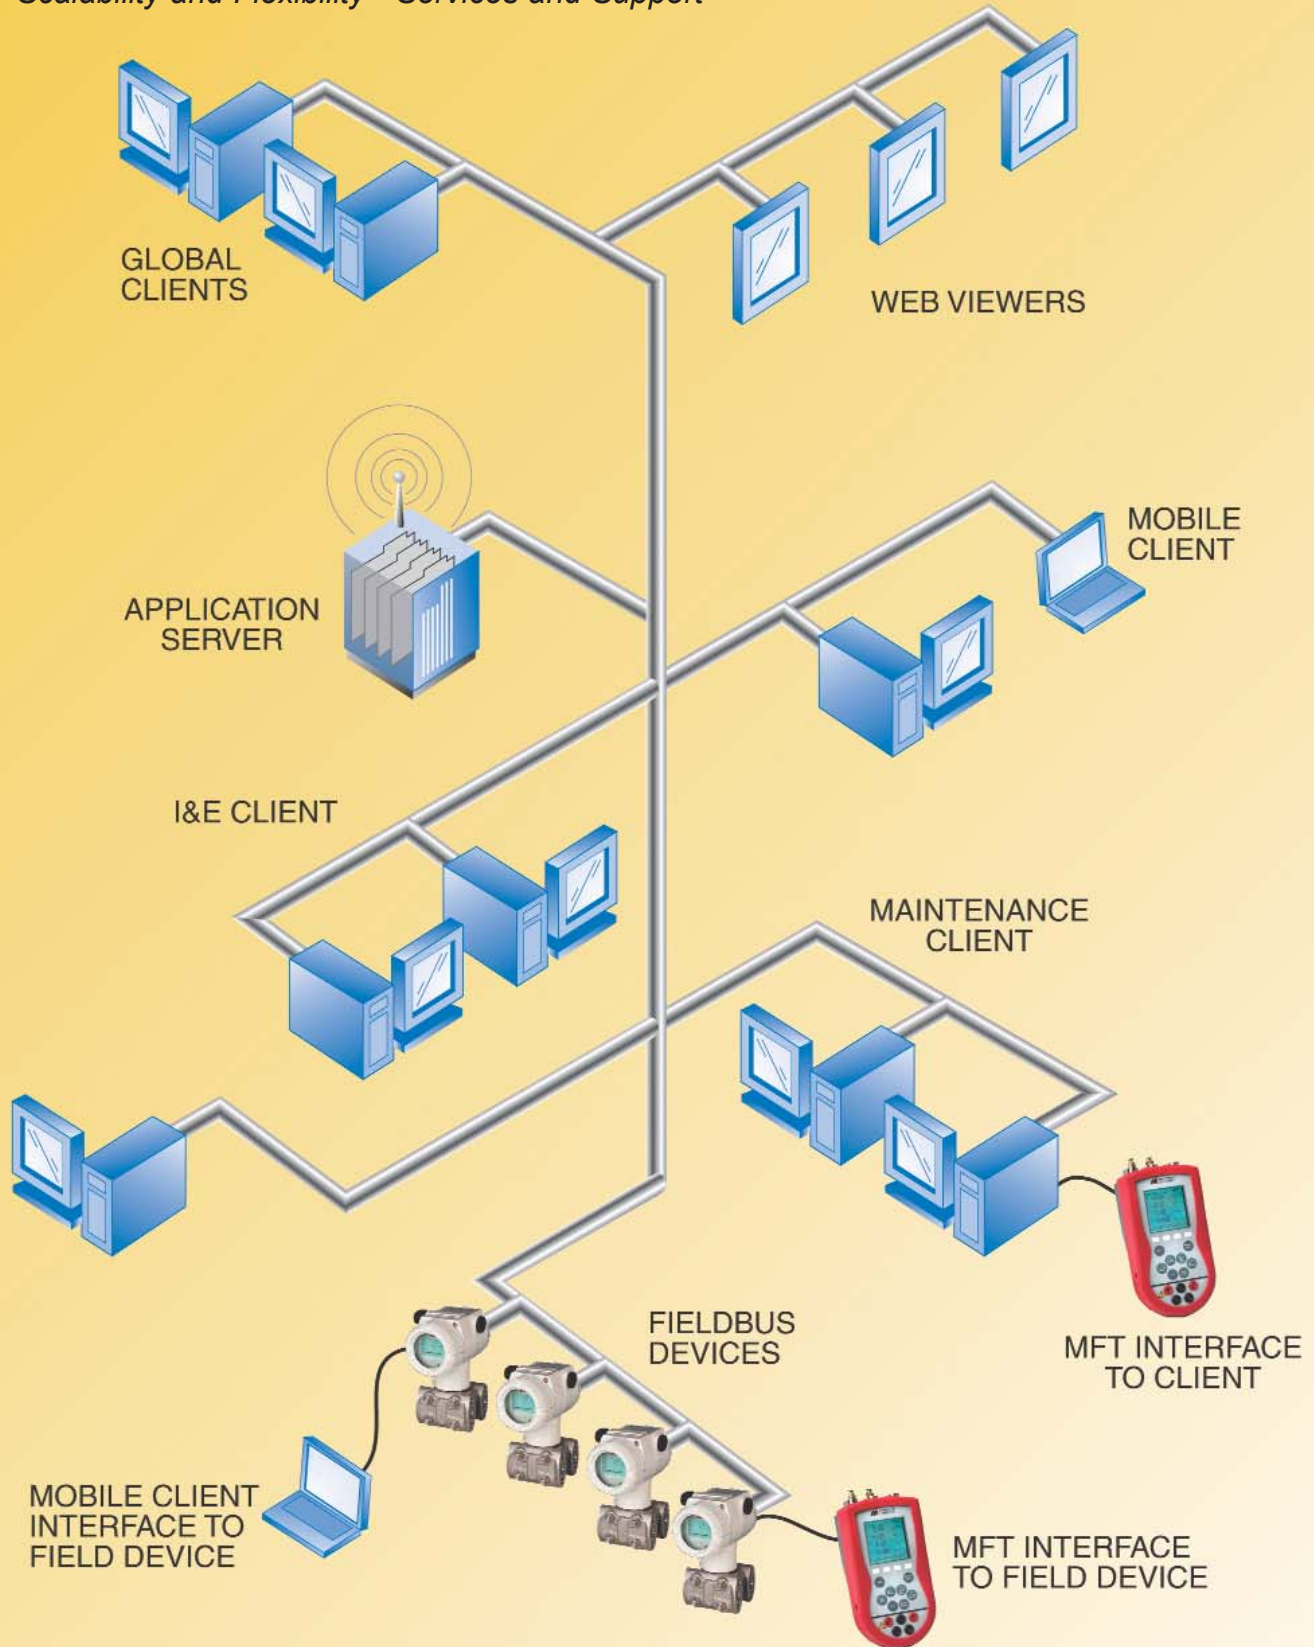 Scalability and Flexibility - Services and Support
GLOBAL
CLIENTS
WEB VIEWERS
MOBILE
CLIENT
APPLICATION
SERVER
I&E CLIENT
MAINTENANCE
CLIENT
FIELDBUS
DEVICES
MFT INTERFACE
TO CLIENT
MOBILE CLIENT
INTERFACE TO
FIELD DEVICE
MFT INTERFACE
TO FIELD DEVICE